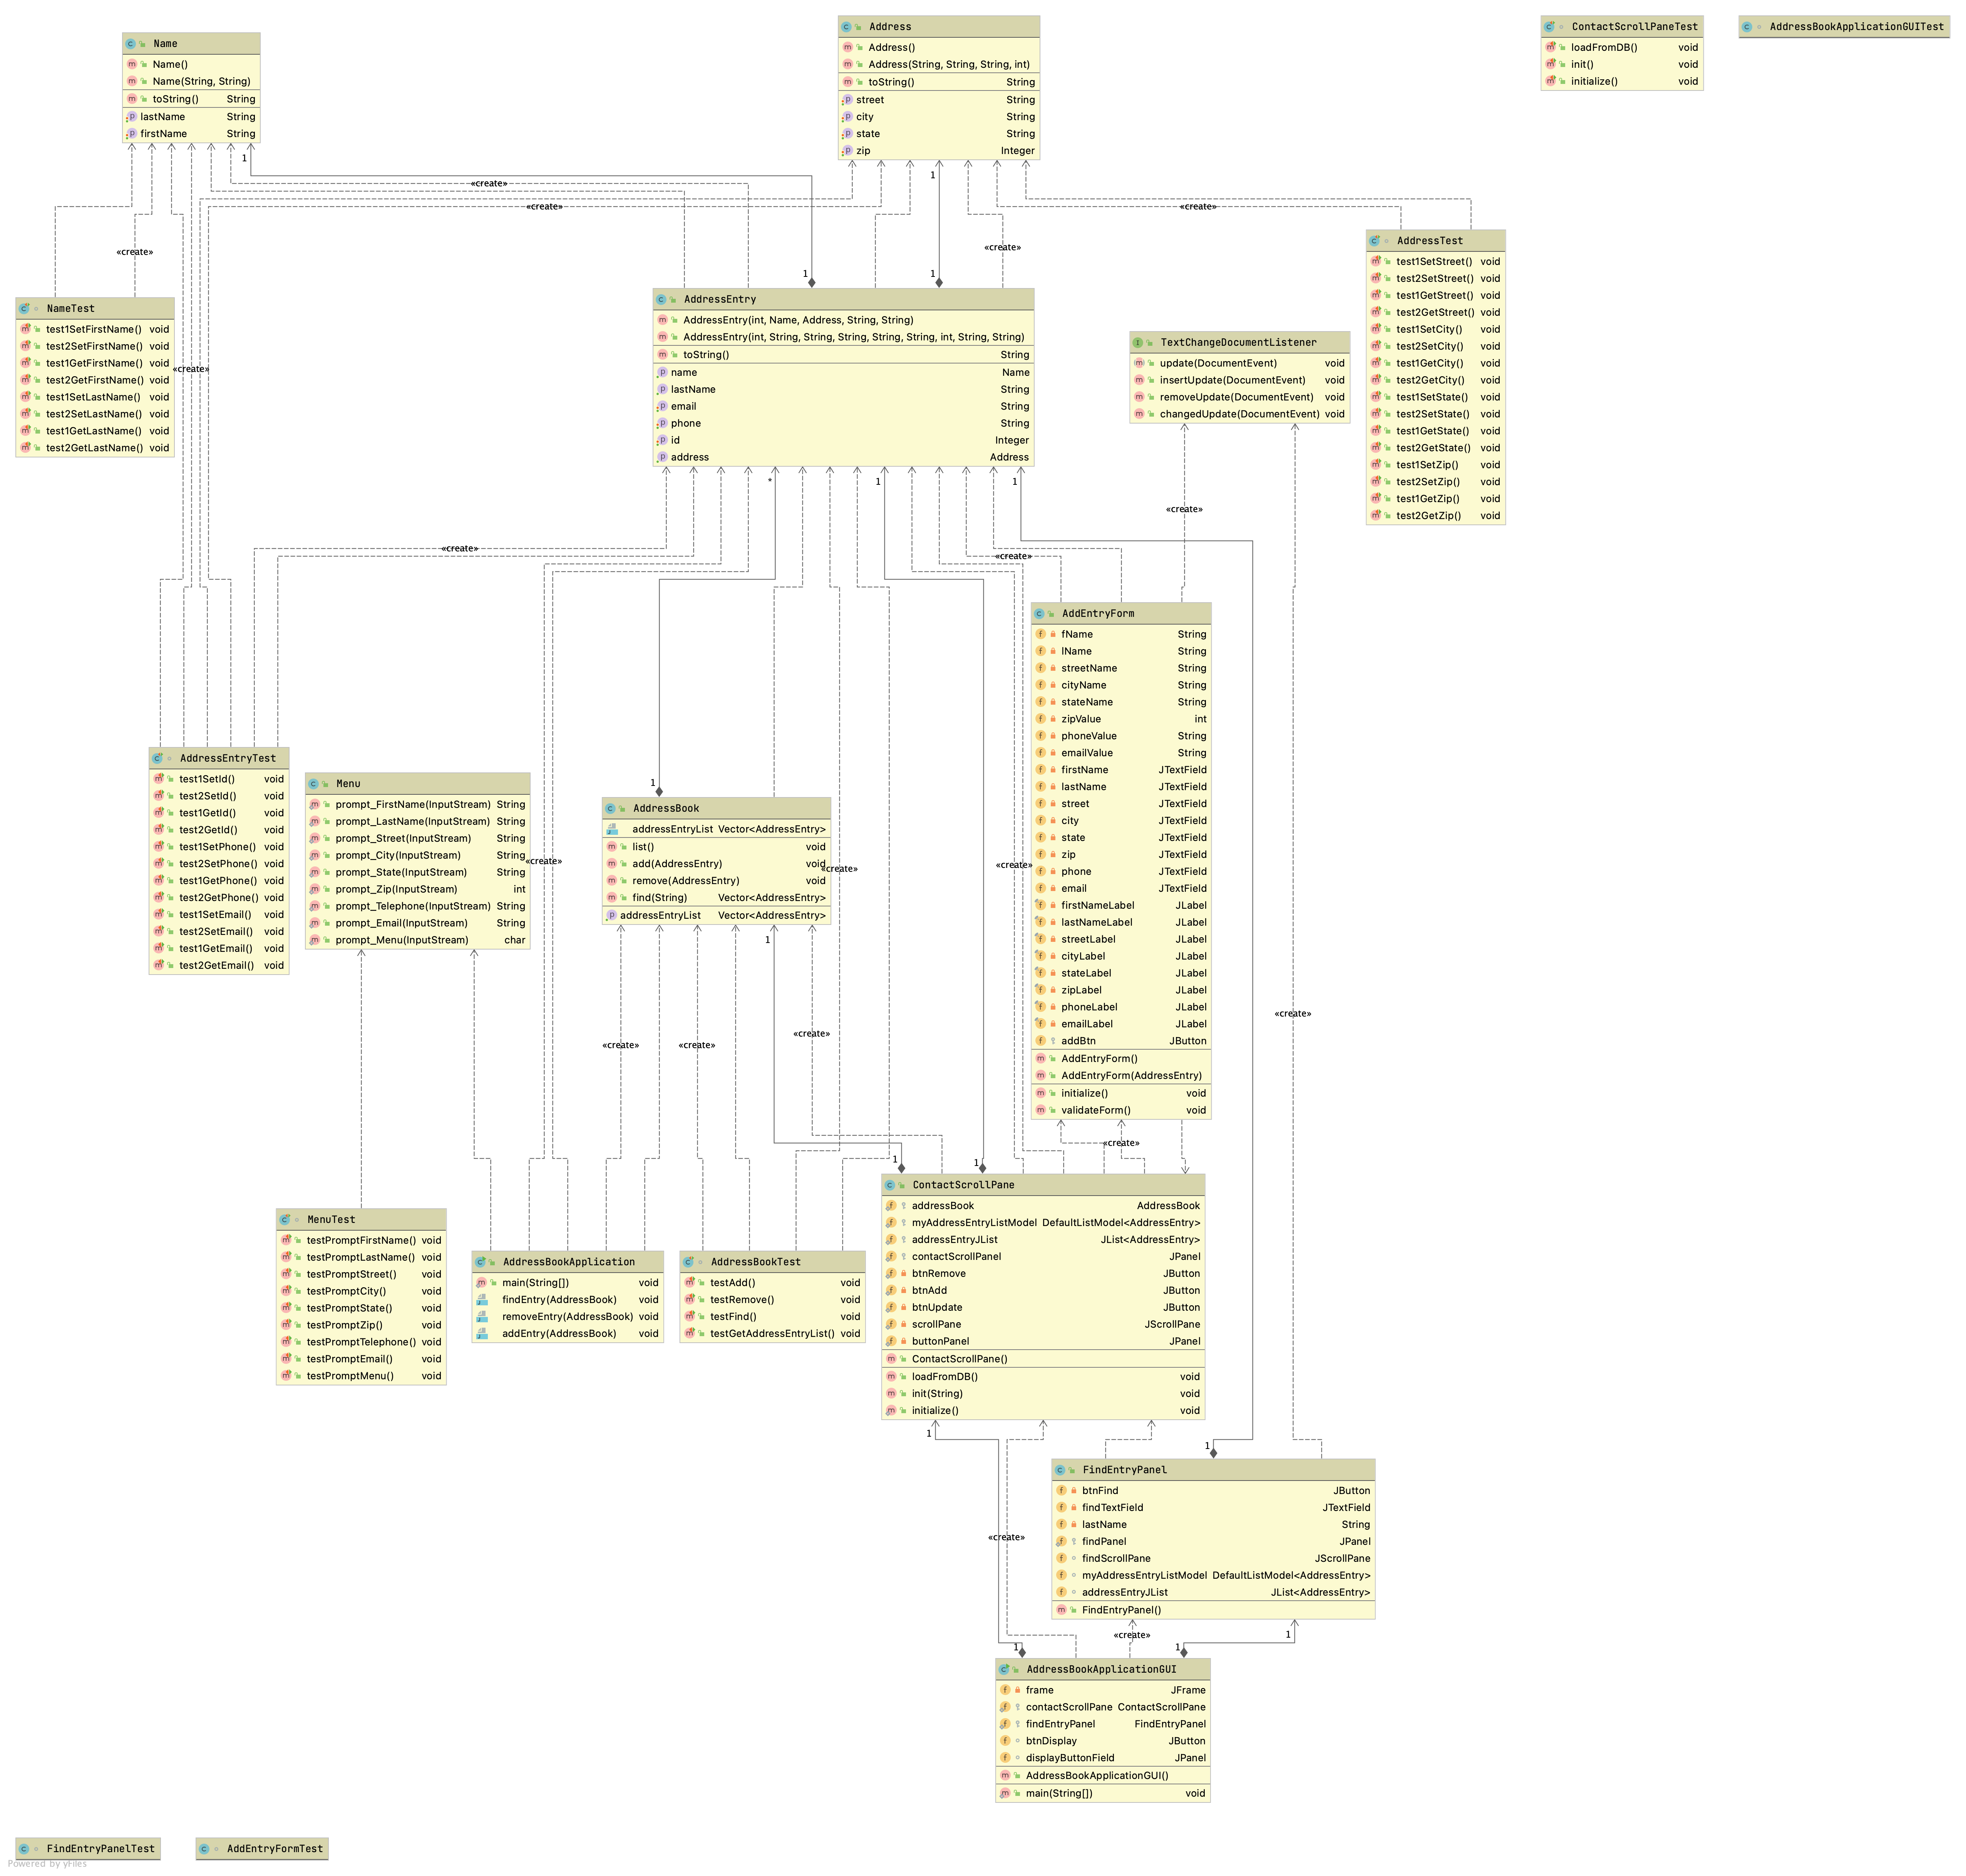 Name
Name()
Name(String, String)
toString() String
lastName String
firstName String
Address
Address()
Address(String, String, String, int)
toString() String
street String
city String
state String
zip Integer
ContactScrollPaneTest
loadFromDB() void
init() void
initialize() void
AddressBookApplicationGUITest
1
1
«create»
«create»
«create»
«create»
«create»
1
1
AddressTest
test1SetStreet() void
test2SetStreet() void
test1GetStreet() void
test2GetStreet() void
test1SetCity() void
test2SetCity() void
test1GetCity() void
test2GetCity() void
test1SetState() void
test2SetState() void
test1GetState() void
test2GetState() void
test1SetZip() void
test2SetZip() void
test1GetZip() void
test2GetZip() void
NameTest
test1SetFirstName() void
test2SetFirstName() void
test1GetFirstName() void
test2GetFirstName() void
test1SetLastName() void
test2SetLastName() void
test1GetLastName() void
test2GetLastName() void
«create»
AddressEntry
AddressEntry(int, Name, Address, String, String)
AddressEntry(int, String, String, String, String, String, int, String, String)
toString() String
name Name
lastName String
email String
phone String
id Integer
address Address
TextChangeDocumentListener
update(DocumentEvent) void
insertUpdate(DocumentEvent) void
removeUpdate(DocumentEvent) void
changedUpdate(DocumentEvent) void
*
1
1
«create»
«create»
«create»
AddEntryForm
fName String
lName String
streetName String
cityName String
stateName String
zipValue int
phoneValue String
emailValue String
firstName JTextField
lastName JTextField
street JTextField
city JTextField
state JTextField
zip JTextField
phone JTextField
email JTextField
firstNameLabel JLabel
lastNameLabel JLabel
streetLabel JLabel
cityLabel JLabel
stateLabel JLabel
zipLabel JLabel
phoneLabel JLabel
emailLabel JLabel
addBtn JButton
AddEntryForm()
AddEntryForm(AddressEntry)
initialize() void
validateForm() void
AddressEntryTest
test1SetId() void
test2SetId() void
test1GetId() void
test2GetId() void
test1SetPhone() void
test2SetPhone() void
test1GetPhone() void
test2GetPhone() void
test1SetEmail() void
test2SetEmail() void
test1GetEmail() void
test2GetEmail() void
Menu
prompt_FirstName(InputStream) String
prompt_LastName(InputStream) String
prompt_Street(InputStream) String
prompt_City(InputStream) String
prompt_State(InputStream) String
prompt_Zip(InputStream) int
prompt_Telephone(InputStream) String
prompt_Email(InputStream) String
prompt_Menu(InputStream) char
«create»
1
AddressBook
addressEntryList Vector<AddressEntry>
list() void
add(AddressEntry) void
remove(AddressEntry) void
find(String) Vector<AddressEntry>
addressEntryList Vector<AddressEntry>
«create»
«create»
1
«create»
«create»
«create»
«create»
«create»
1
1
MenuTest
testPromptFirstName() void
testPromptLastName() void
testPromptStreet() void
testPromptCity() void
testPromptState() void
testPromptZip() void
testPromptTelephone() void
testPromptEmail() void
testPromptMenu() void
AddressBookApplication
main(String[]) void
findEntry(AddressBook) void
removeEntry(AddressBook) void
addEntry(AddressBook) void
AddressBookTest
testAdd() void
testRemove() void
testFind() void
testGetAddressEntryList() void
ContactScrollPane
addressBook AddressBook
myAddressEntryListModel DefaultListModel<AddressEntry>
addressEntryJList JList<AddressEntry>
contactScrollPanel JPanel
btnRemove JButton
btnAdd JButton
btnUpdate JButton
scrollPane JScrollPane
buttonPanel JPanel
ContactScrollPane()
loadFromDB() void
init(String) void
initialize() void
1
1
FindEntryPanel
btnFind JButton
findTextField JTextField
lastName String
findPanel JPanel
findScrollPane JScrollPane
myAddressEntryListModel DefaultListModel<AddressEntry>
addressEntryJList JList<AddressEntry>
FindEntryPanel()
«create»
«create»
1
1
1
AddressBookApplicationGUI
frame JFrame
contactScrollPane ContactScrollPane
findEntryPanel FindEntryPanel
btnDisplay JButton
displayButtonField JPanel
AddressBookApplicationGUI()
main(String[]) void
FindEntryPanelTest
AddEntryFormTest
Powered by yFiles